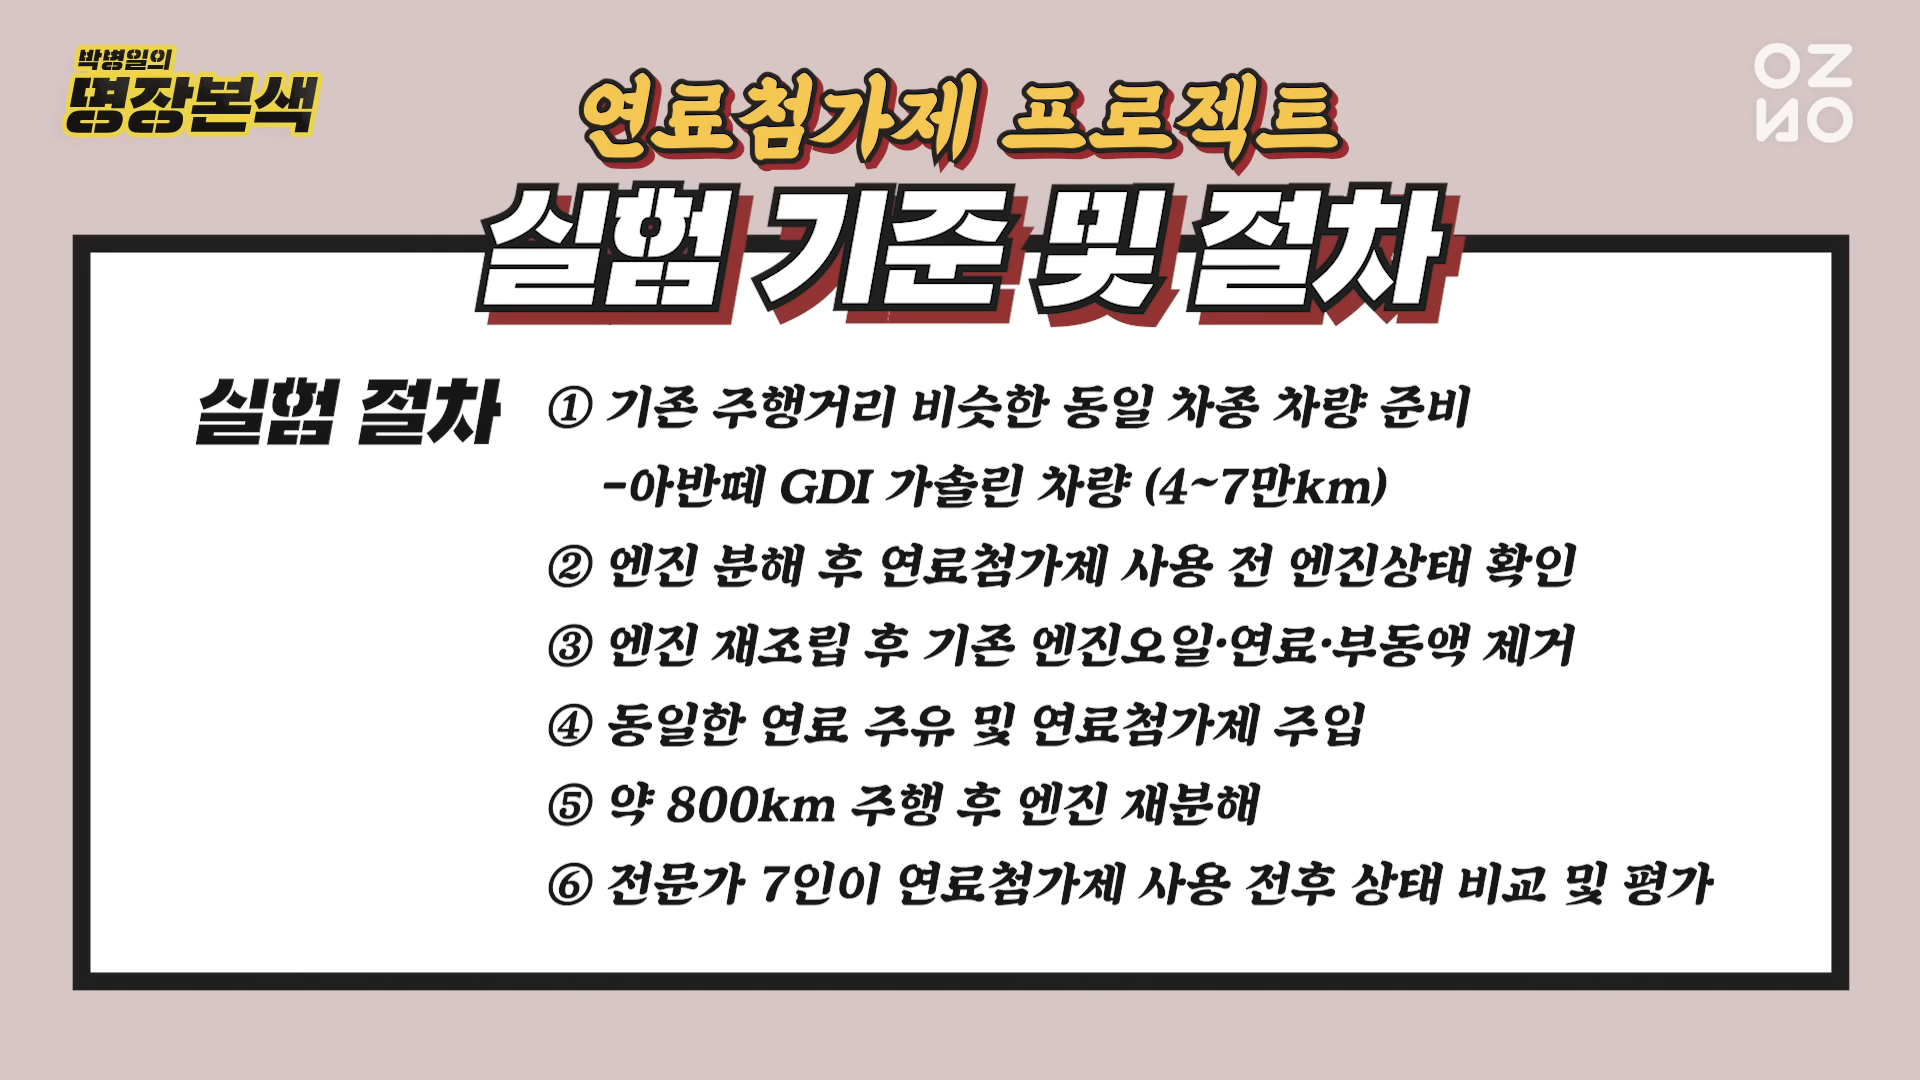 박병일의
명장본색
OZ
NO
연료첨가제 프로젝트
실험 기준 및 절차
실험 절차
① 기존 주행거리 비슷한 동일 차종 차량 준비
-아반떼 GDI 가솔린 차량 (4~7만km)
② 엔진 분해 후 연료첨가제 사용 전 엔진상태 확인
③ 엔진 재조립 후 기존 엔진오일·연료·부동액 제거
④ 동일한 연료 주유 및 연료첨가제 주입
⑤ 약 800km 주행 후 엔진 재분해
⑥ 전문가 7인이 연료첨가제 사용 전후 상태 비교 및 평가